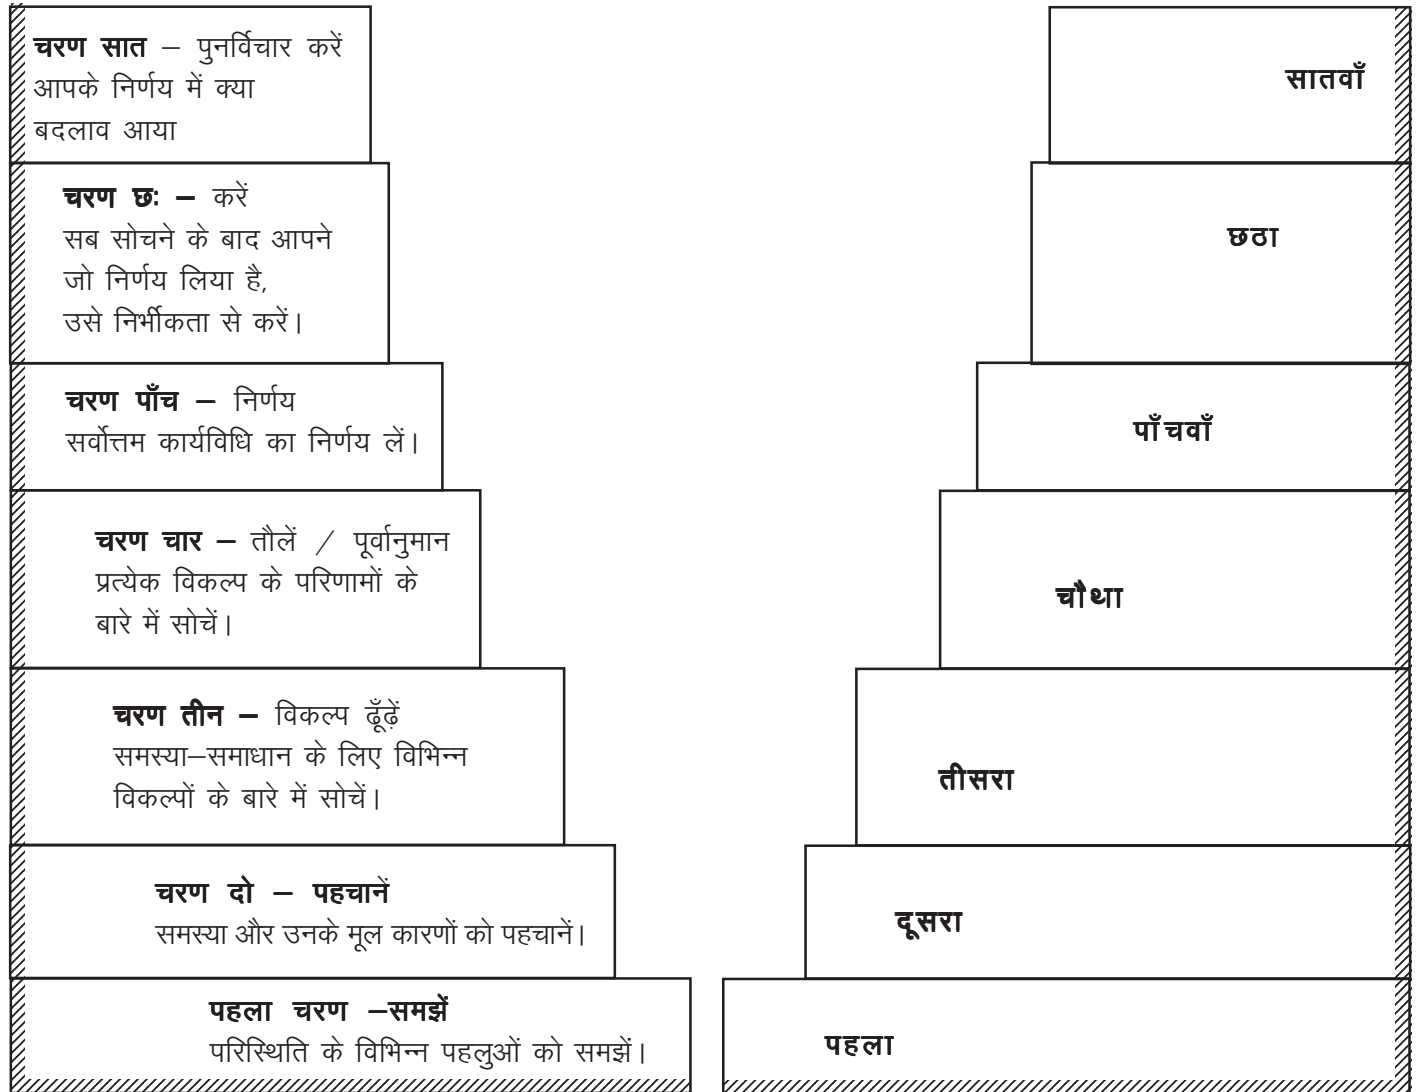 चरण सात – पुनर्विचार करें
आपके निर्णय में क्या
बदलाव आया
चरण छः – करें
सब सोचने के बाद आपने
जो निर्णय लिया है,
उसे निर्भीकता से करें।
चरण पाँच – निर्णय
सर्वोत्तम कार्यविधि का निर्णय लें।
चरण चार – तौलें / पूर्वानुमान
प्रत्येक विकल्प के परिणामों के
बारे में सोचें।
चरण तीन – विकल्प ढूँढ़ें
समस्या–समाधान के लिए विभिन्न
विकल्पों के बारे में सोचें।
चरण दो – पहचानें
समस्या और उनके मूल कारणों को पहचानें।
पहला चरण –समझें
परिस्थिति के विभिन्न पहलुओं को समझें।
सातवाँ
छठा
पाँचवाँ
चौथा
तीसरा
दूसरा
पहला